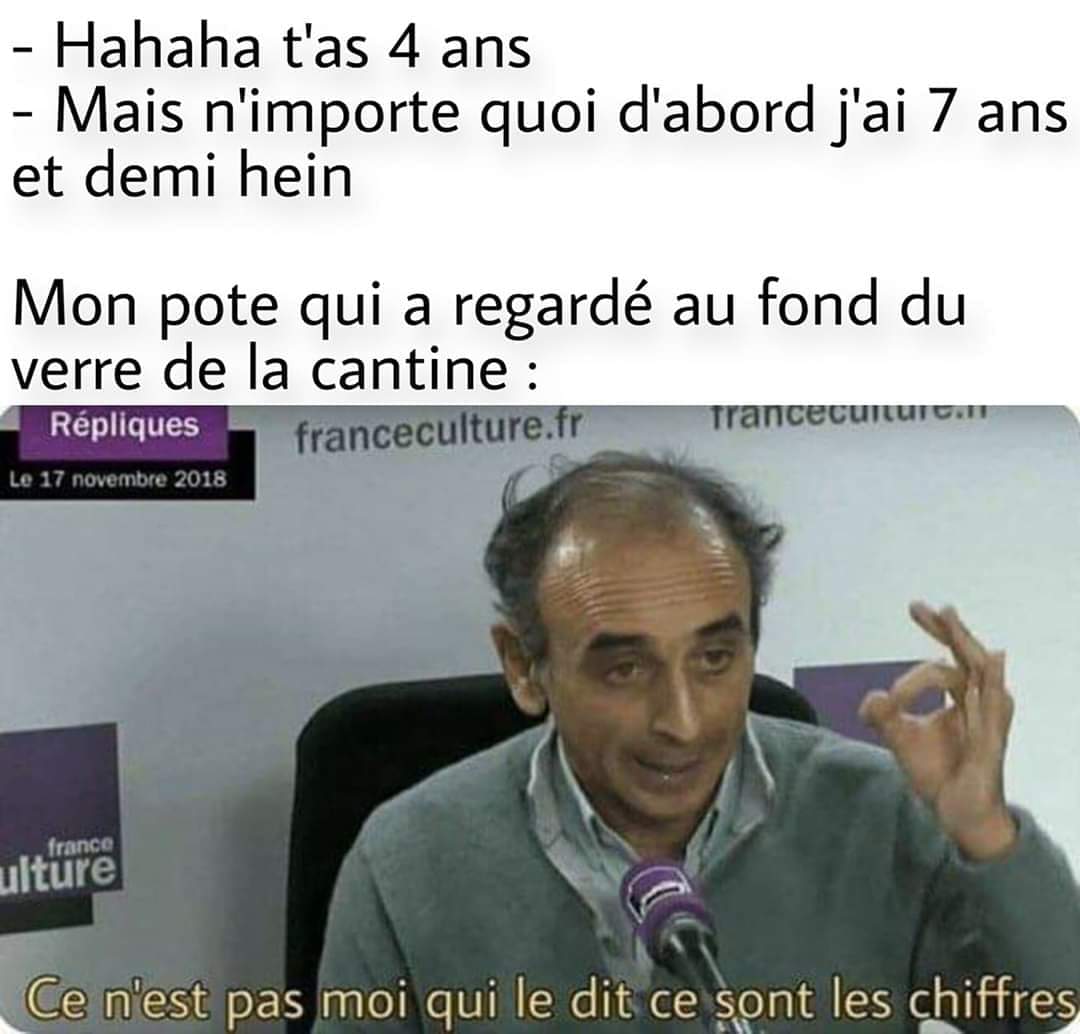 - Hahaha t'as 4 ans
- Mais n'importe quoi d'abord j'ai 7 ans
et demi hein
Mon pote qui a regardé au fond du
verre de la cantine :
Répliques
Le 17 novembre 2018
franceculture.fr
franceculture.fr
france
ulture
Ce n'est pas moi qui le dit ce sont les chiffres